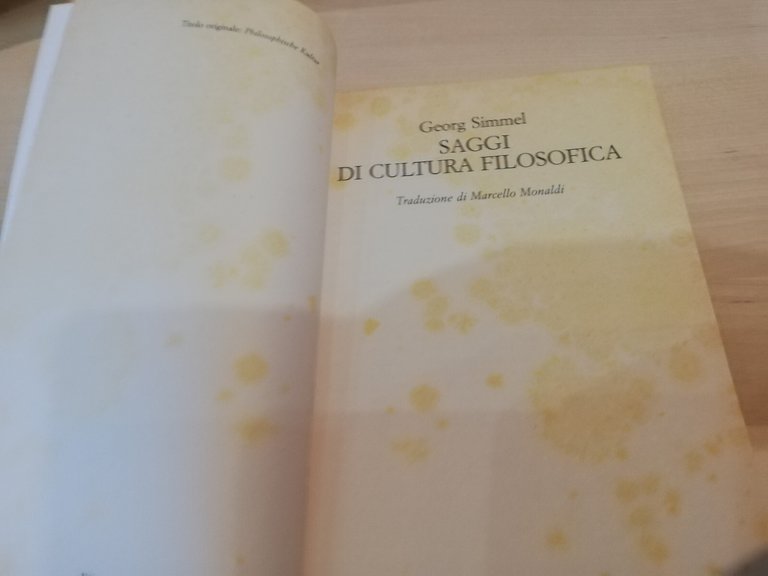 Titolo originale: Philosophische Kultur
Georg Simmel
SAGGI
DI CULTURA FILOSOFICA
Traduzione di Marcello Monaldi